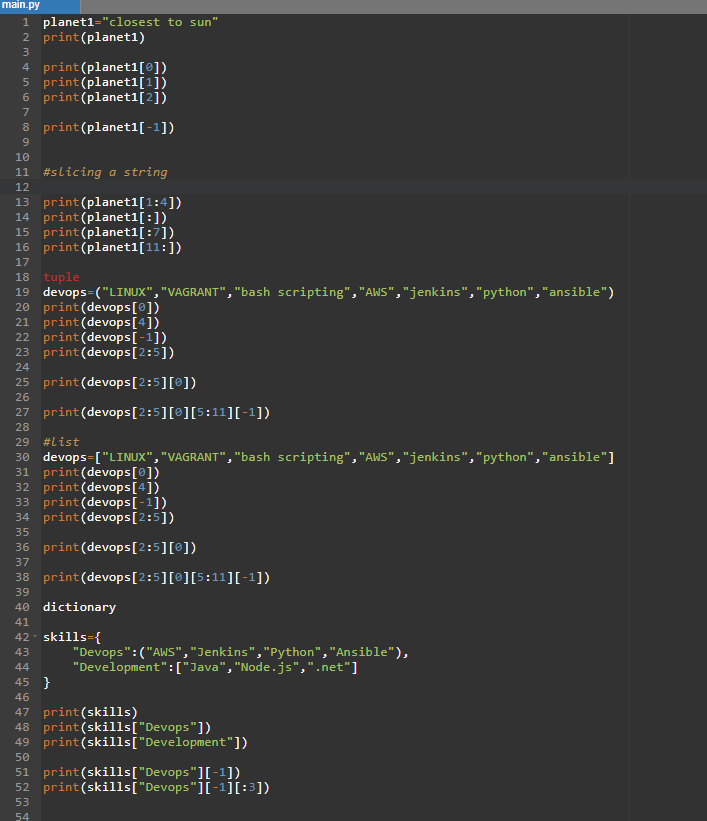 main.py
1 planet1="closest to sun"
2 print(planet1)
3
4 print(planet1[0])
5 print(planet1[1])
6 print(planet1[2])
7
8 print(planet1[-1])
9
10
11 #slicing a string
12
13 print(planet1[1:4])
14 print(planet1[:])
15 print(planet1[:7])
16 print(planet1[11:])
17
18 tuple
19 devops=("LINUX","VAGRANT","bash scripting","AWS","jenkins","python","ansible")
20 print(devops[0])
21 print(devops[4])
22 print(devops[-1])
23 print(devops[2:5])
24
25 print(devops[2:5][0])
26
27 print(devops[2:5][0][5:11][-1])
28
29 #list
30 devops=["LINUX","VAGRANT","bash scripting","AWS","jenkins","python","ansible"]
31 print(devops[0])
32 print(devops[4])
33 print(devops[-1])
34 print(devops[2:5])
35
36 print(devops[2:5][0])
37
38 print(devops[2:5][0][5:11][-1])
39
40 dictionary
41
42 skills={
43     "Devops":("AWS","Jenkins","Python","Ansible"),
44     "Development":["Java","Node.js",".net"]
45 }
46
47 print(skills)
48 print(skills["Devops"])
49 print(skills["Development"])
50
51 print(skills["Devops"][-1])
52 print(skills["Devops"][-1][:3])
53
54